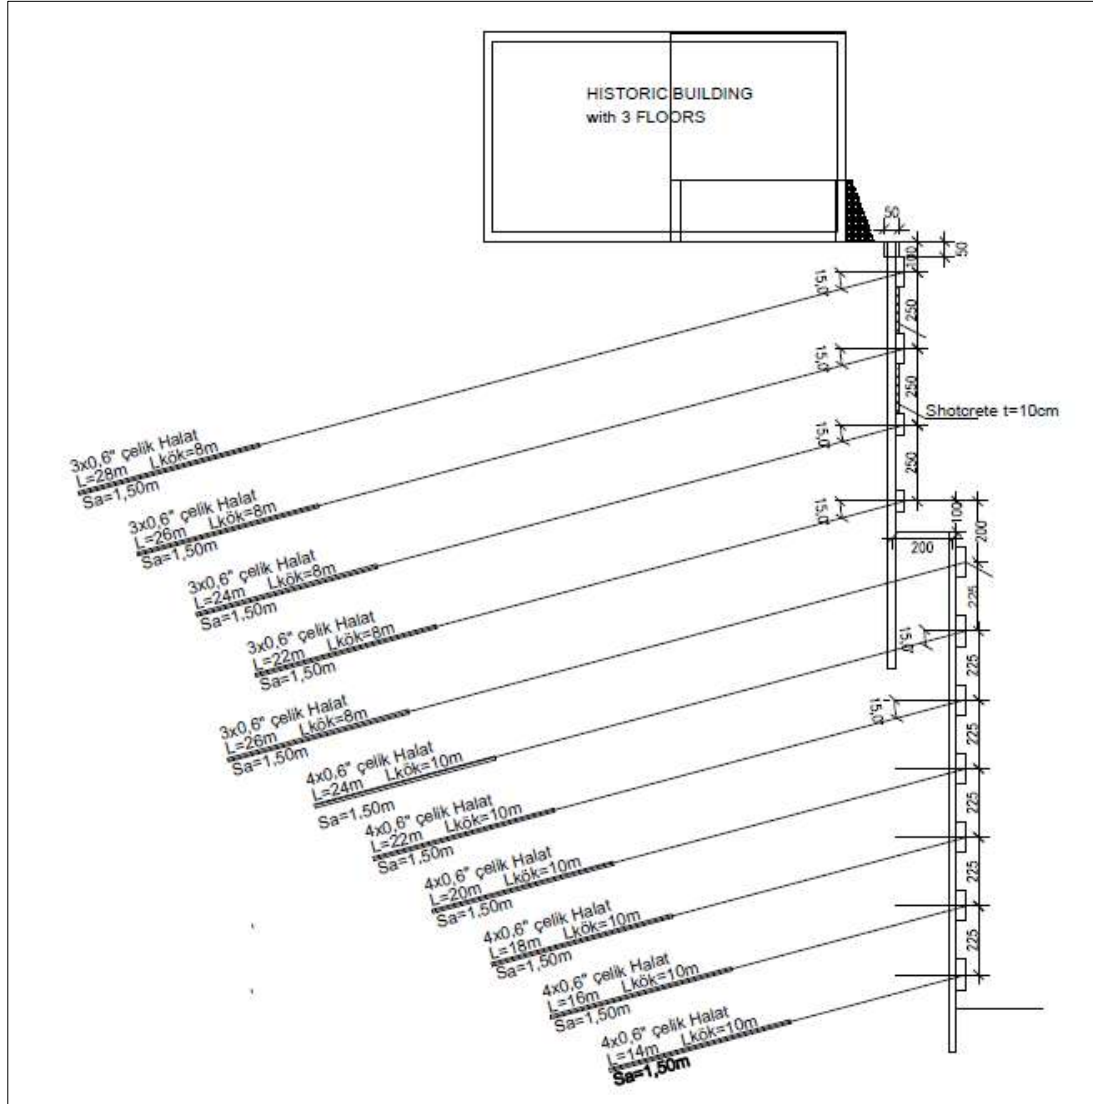 HISTORIC BUILDING
with 3 FLOORS
50
50
100
15,0°
250
15,0°
250
Shotcrete t=10cm
15,0°
250
15,0°
100
200
200
225
15,0°
225
15,0°
225
225
225
225
3x0,6" çelik Halat
L=28m Lkök=8m
Sa=1,50m
3x0,6" çelik Halat
L=26m Lkök=8m
Sa=1,50m
3x0,6" çelik Halat
L=24m Lkök=8m
Sa=1,50m
3x0,6" çelik Halat
L=22m Lkök=8m
Sa=1,50m
3x0,6" çelik Halat
L=26m Lkök=8m
Sa=1,50m
4x0,6" çelik Halat
L=24m Lkök=10m
Sa=1,50m
4x0,6" çelik Halat
L=22m Lkök=10m
Sa=1,50m
4x0,6" çelik Halat
L=20m Lkök=10m
Sa=1,50m
4x0,6" çelik Halat
L=18m Lkök=10m
Sa=1,50m
4x0,6" çelik Halat
L=16m Lkök=10m
Sa=1,50m
4x0,6" çelik Halat
L=14m Lkök=10m
Sa=1,50m